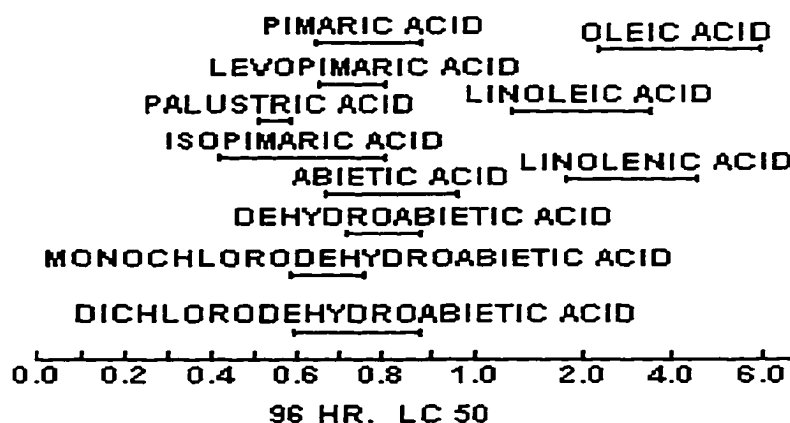 PIMARIC ACID OLEIC ACID
LEVOPIMARIC ACID
PALUSTRIC ACID LINOLEIC ACID
ISOPIMARIC ACID
ABIETIC ACID LINOLENIC ACID
DEHYDROABIETIC ACID
MONOCHLORODEHYDROABIETIC ACID
DICHLORODEHYDROABIETIC ACID
0.0 0.2 0.4 0.6 0.8 1.0 2.0 4.0 6.0
96 HR. LC 50